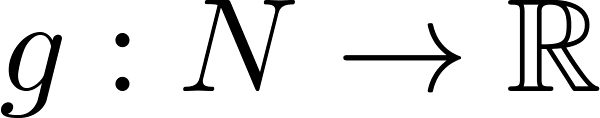 g : N → ℝ